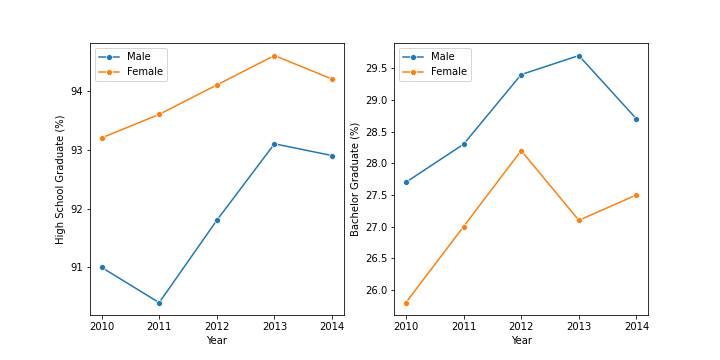 Male
Female
High School Graduate (%)
94
93
92
91
2010 2011 2012 2013 2014
Year
Male
Female
Bachelor Graduate (%)
29.5
29.0
28.5
28.0
27.5
27.0
26.5
26.0
2010 2011 2012 2013 2014
Year